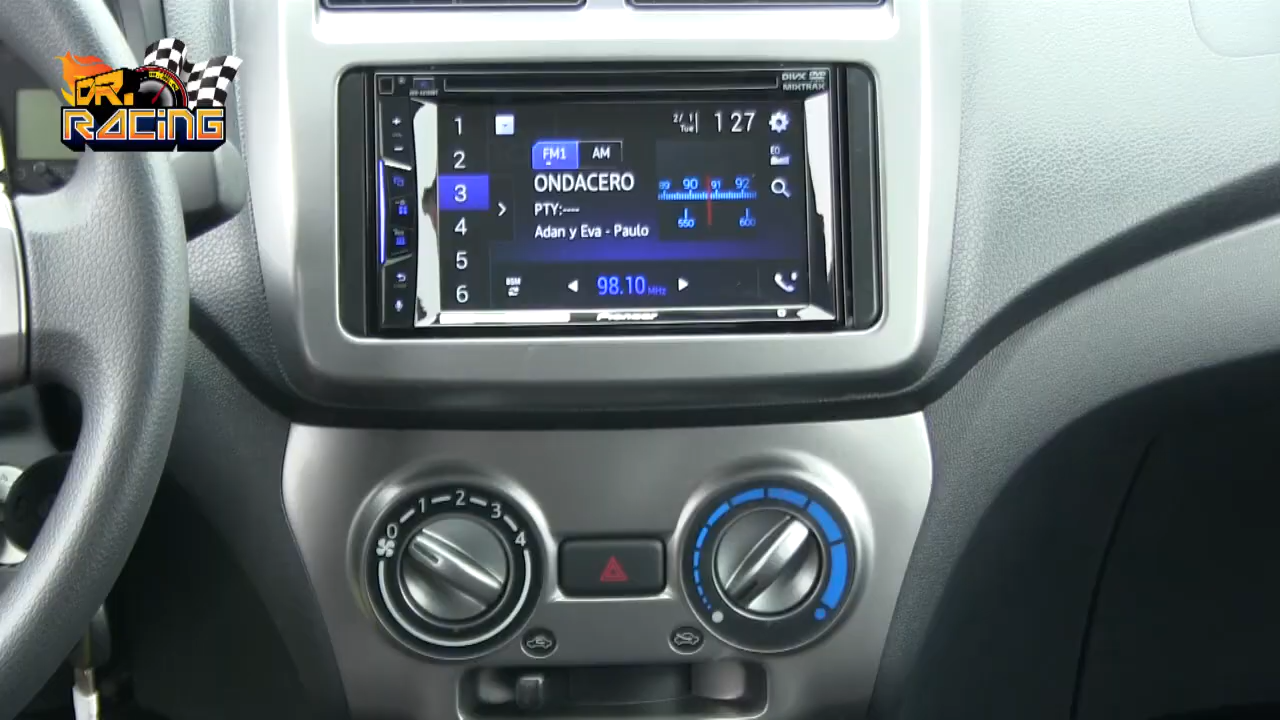 DR.
RACING
DIVX DVD
MIXTRAX
1
2
3
4
5
6
2/ 1
Tue
1 27
FM1
AM
EQ
ONDACERO
PTY:----
Adan y Eva - Paulo
89 90 91 92
550 600
BSM
98.10 MHz
Pioneer
0 1 2 3 4